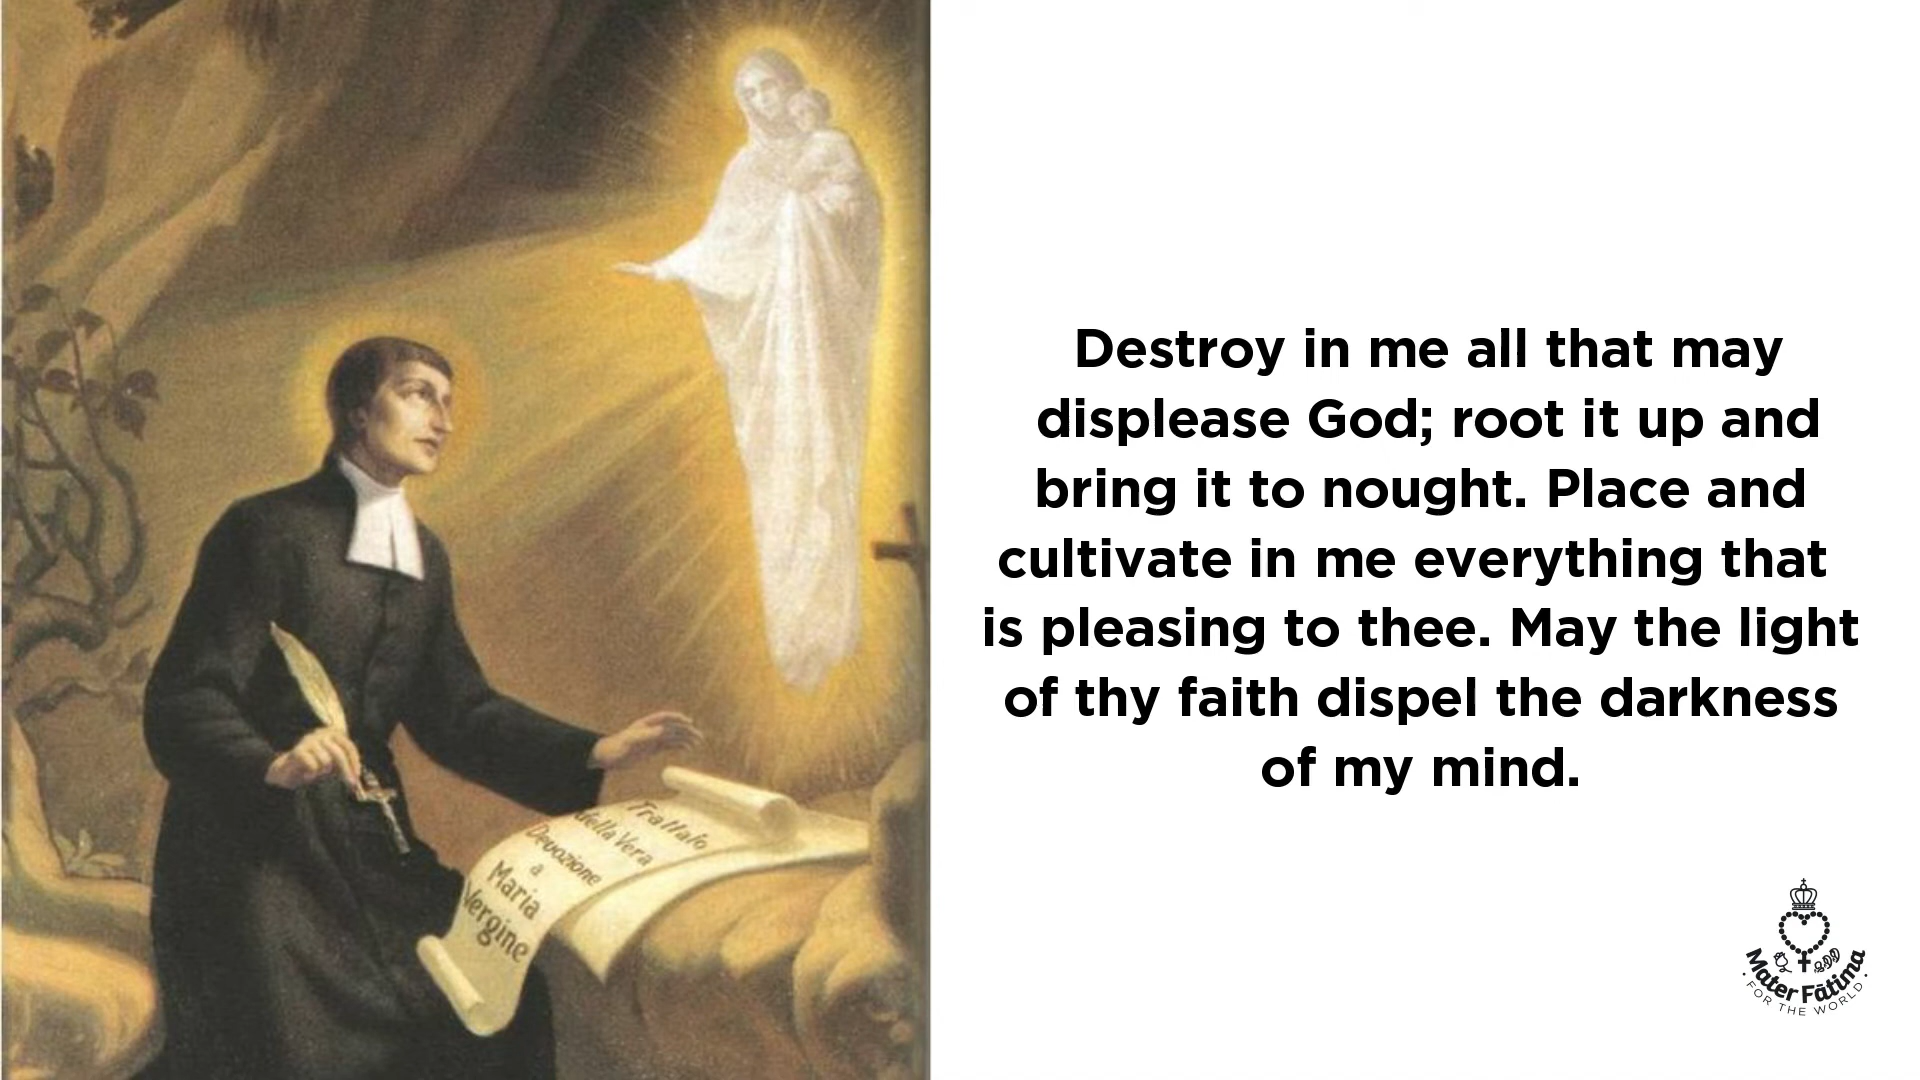 Destroy in me all that may
displease God; root it up and
bring it to nought. Place and
cultivate in me everything that
is pleasing to thee. May the light
of thy faith dispel the darkness
of my mind.
Trattato
della Vera
Devozione
a
Maria
Vergine
Mater Fátima
· FOR THE WORLD ·